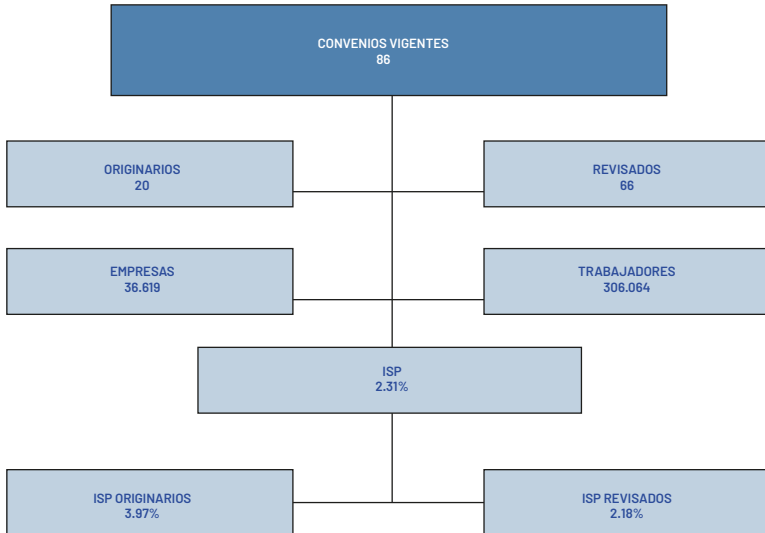 CONVENIOS VIGENTES
86
ORIGINARIOS
20
REVISADOS
66
EMPRESAS
36.619
TRABAJADORES
306.064
ISP
2.31%
ISP ORIGINARIOS
3.97%
ISP REVISADOS
2.18%